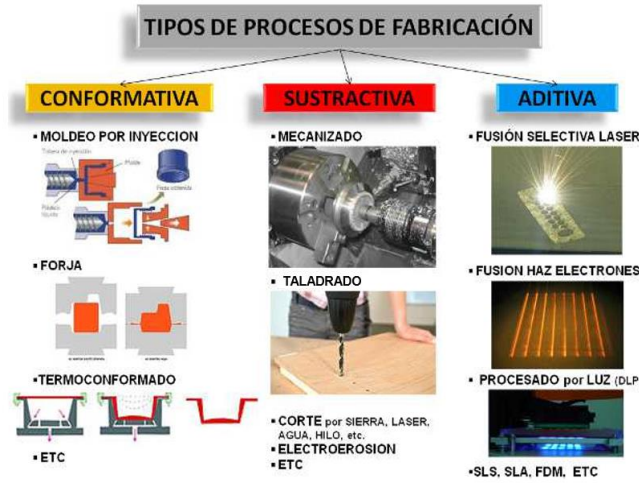 TIPOS DE PROCESOS DE FABRICACIÓN
CONFORMATIVA
▪ MOLDEO POR INYECCION
Molde
▪ FORJA
▪TERMOCONFORMADO
▪ ETC
SUSTRACTIVA
▪ MECANIZADO
▪ TALADRADO
▪ CORTE por SIERRA, LASER,
AGUA, HILO, etc.
▪ ELECTROEROSION
▪ ETC
ADITIVA
▪ FUSIÓN SELECTIVA LASER
▪ FUSION HAZ ELECTRONES
▪ PROCESADO por LUZ (DLP)
▪SLS, SLA, FDM, ETC